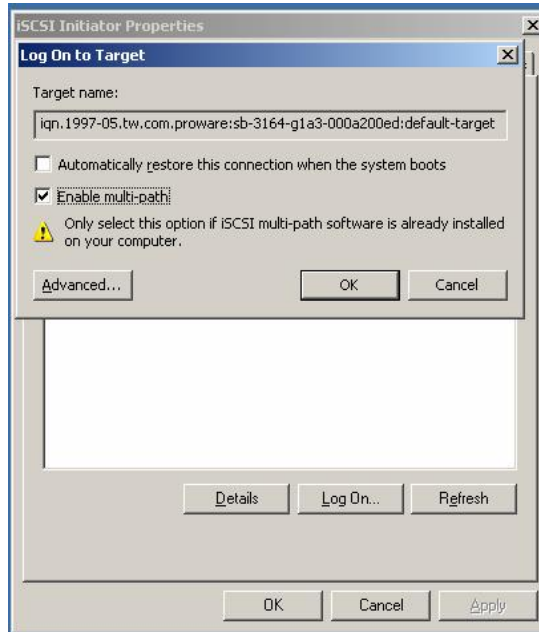 iSCSI Initiator Properties
Log On to Target
Target name:
iqn.1997-05.tw.com.proware:sb-3164-g1a3-000a200ed:default-target
Automatically restore this connection when the system boots
Enable multi-path
Only select this option if iSCSI multi-path software is already installed
on your computer.
Advanced...
OK
Cancel
Details
Log On...
Refresh
OK
Cancel
Apply